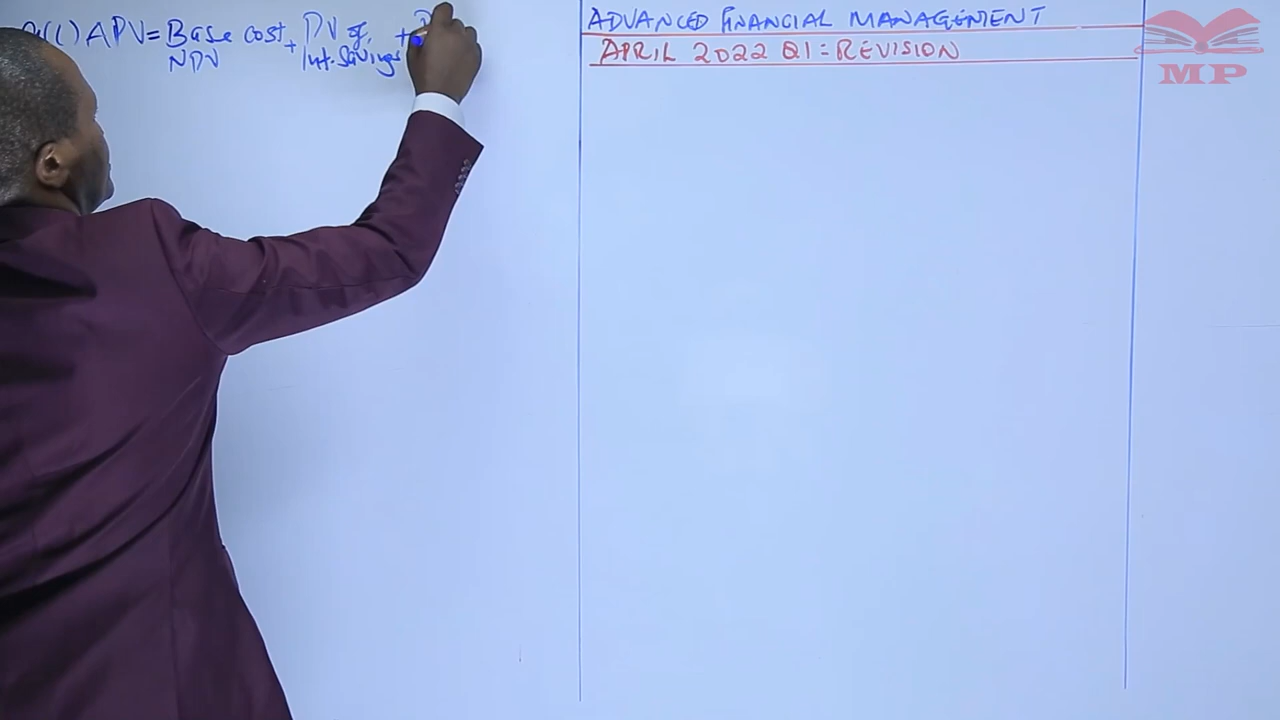 a(i) APV = Base cost + PV of +
NPV Int. Savings
ADVANCED FINANCIAL MANAGEMENT
APRIL 2022 Q1 = REVISION
MP